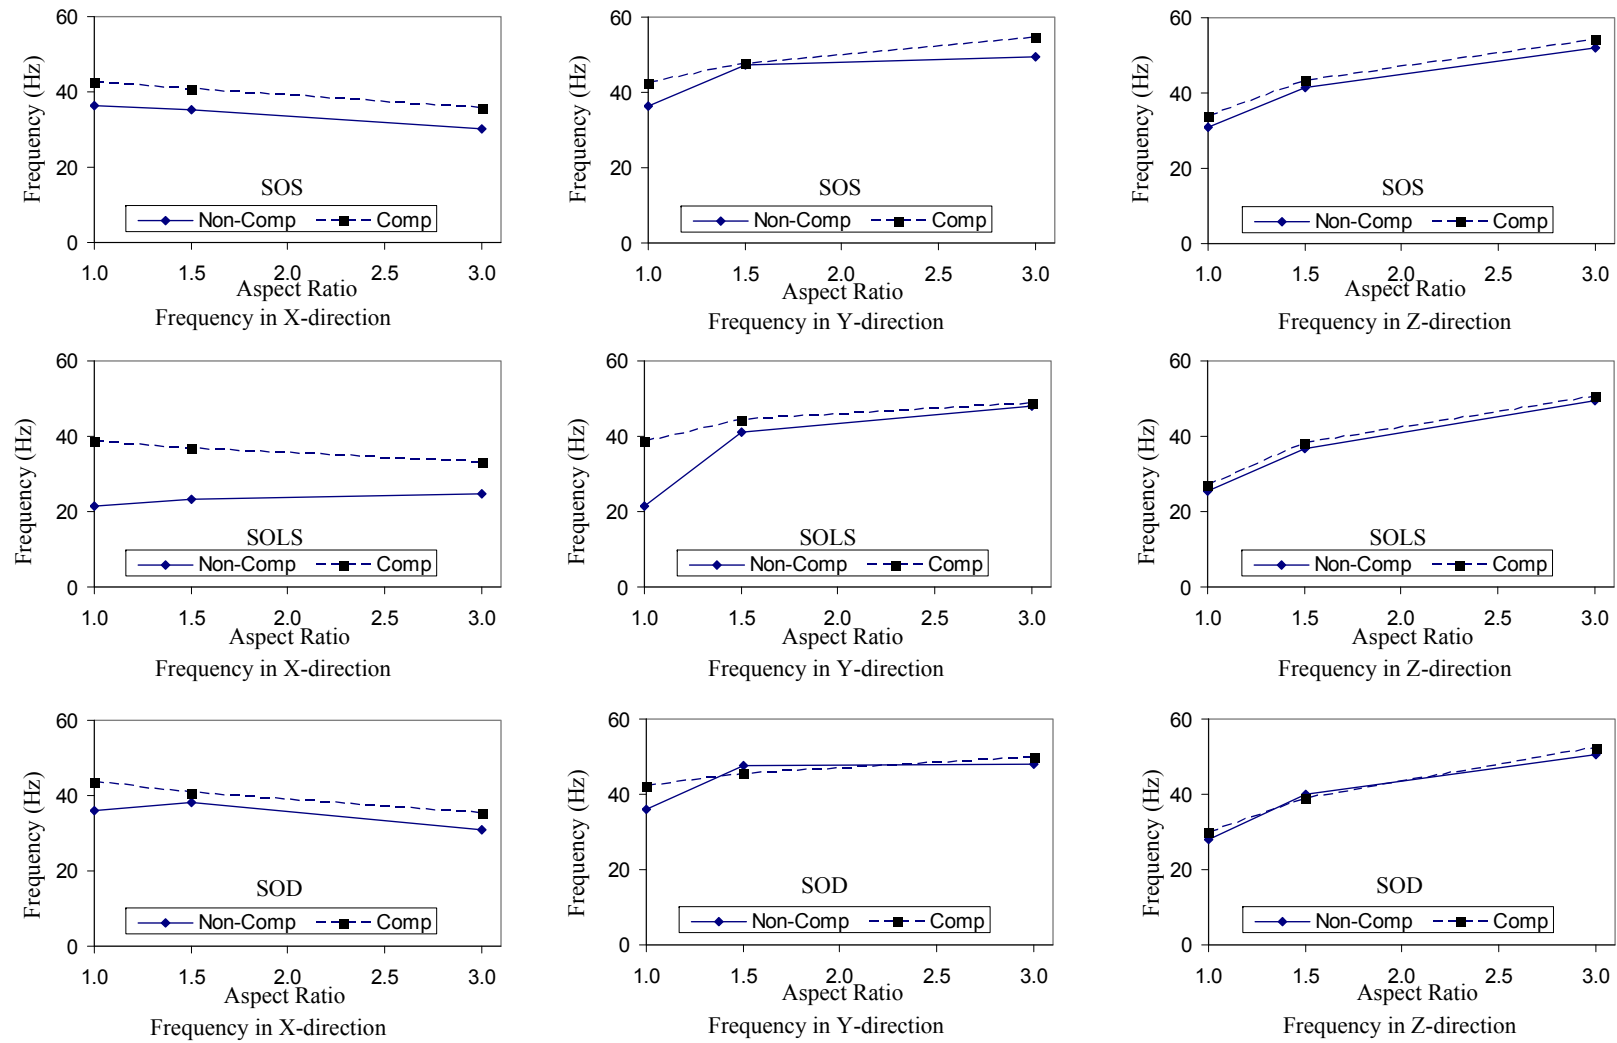 60
40
20
0
Frequency (Hz)
SOS
Non-Comp Comp
1.0 1.5 2.0 2.5 3.0
Aspect Ratio
Frequency in X-direction
60
40
20
0
Frequency (Hz)
SOS
Non-Comp Comp
1.0 1.5 2.0 2.5 3.0
Aspect Ratio
Frequency in Y-direction
60
40
20
0
Frequency (Hz)
SOS
Non-Comp Comp
1.0 1.5 2.0 2.5 3.0
Aspect Ratio
Frequency in Z-direction
60
40
20
0
Frequency (Hz)
SOLS
Non-Comp Comp
1.0 1.5 2.0 2.5 3.0
Aspect Ratio
Frequency in X-direction
60
40
20
0
Frequency (Hz)
SOLS
Non-Comp Comp
1.0 1.5 2.0 2.5 3.0
Aspect Ratio
Frequency in Y-direction
60
40
20
0
Frequency (Hz)
SOLS
Non-Comp Comp
1.0 1.5 2.0 2.5 3.0
Aspect Ratio
Frequency in Z-direction
60
40
20
0
Frequency (Hz)
SOD
Non-Comp Comp
1.0 1.5 2.0 2.5 3.0
Aspect Ratio
Frequency in X-direction
60
40
20
0
Frequency (Hz)
SOD
Non-Comp Comp
1.0 1.5 2.0 2.5 3.0
Aspect Ratio
Frequency in Y-direction
60
40
20
0
Frequency (Hz)
SOD
Non-Comp Comp
1.0 1.5 2.0 2.5 3.0
Aspect Ratio
Frequency in Z-direction